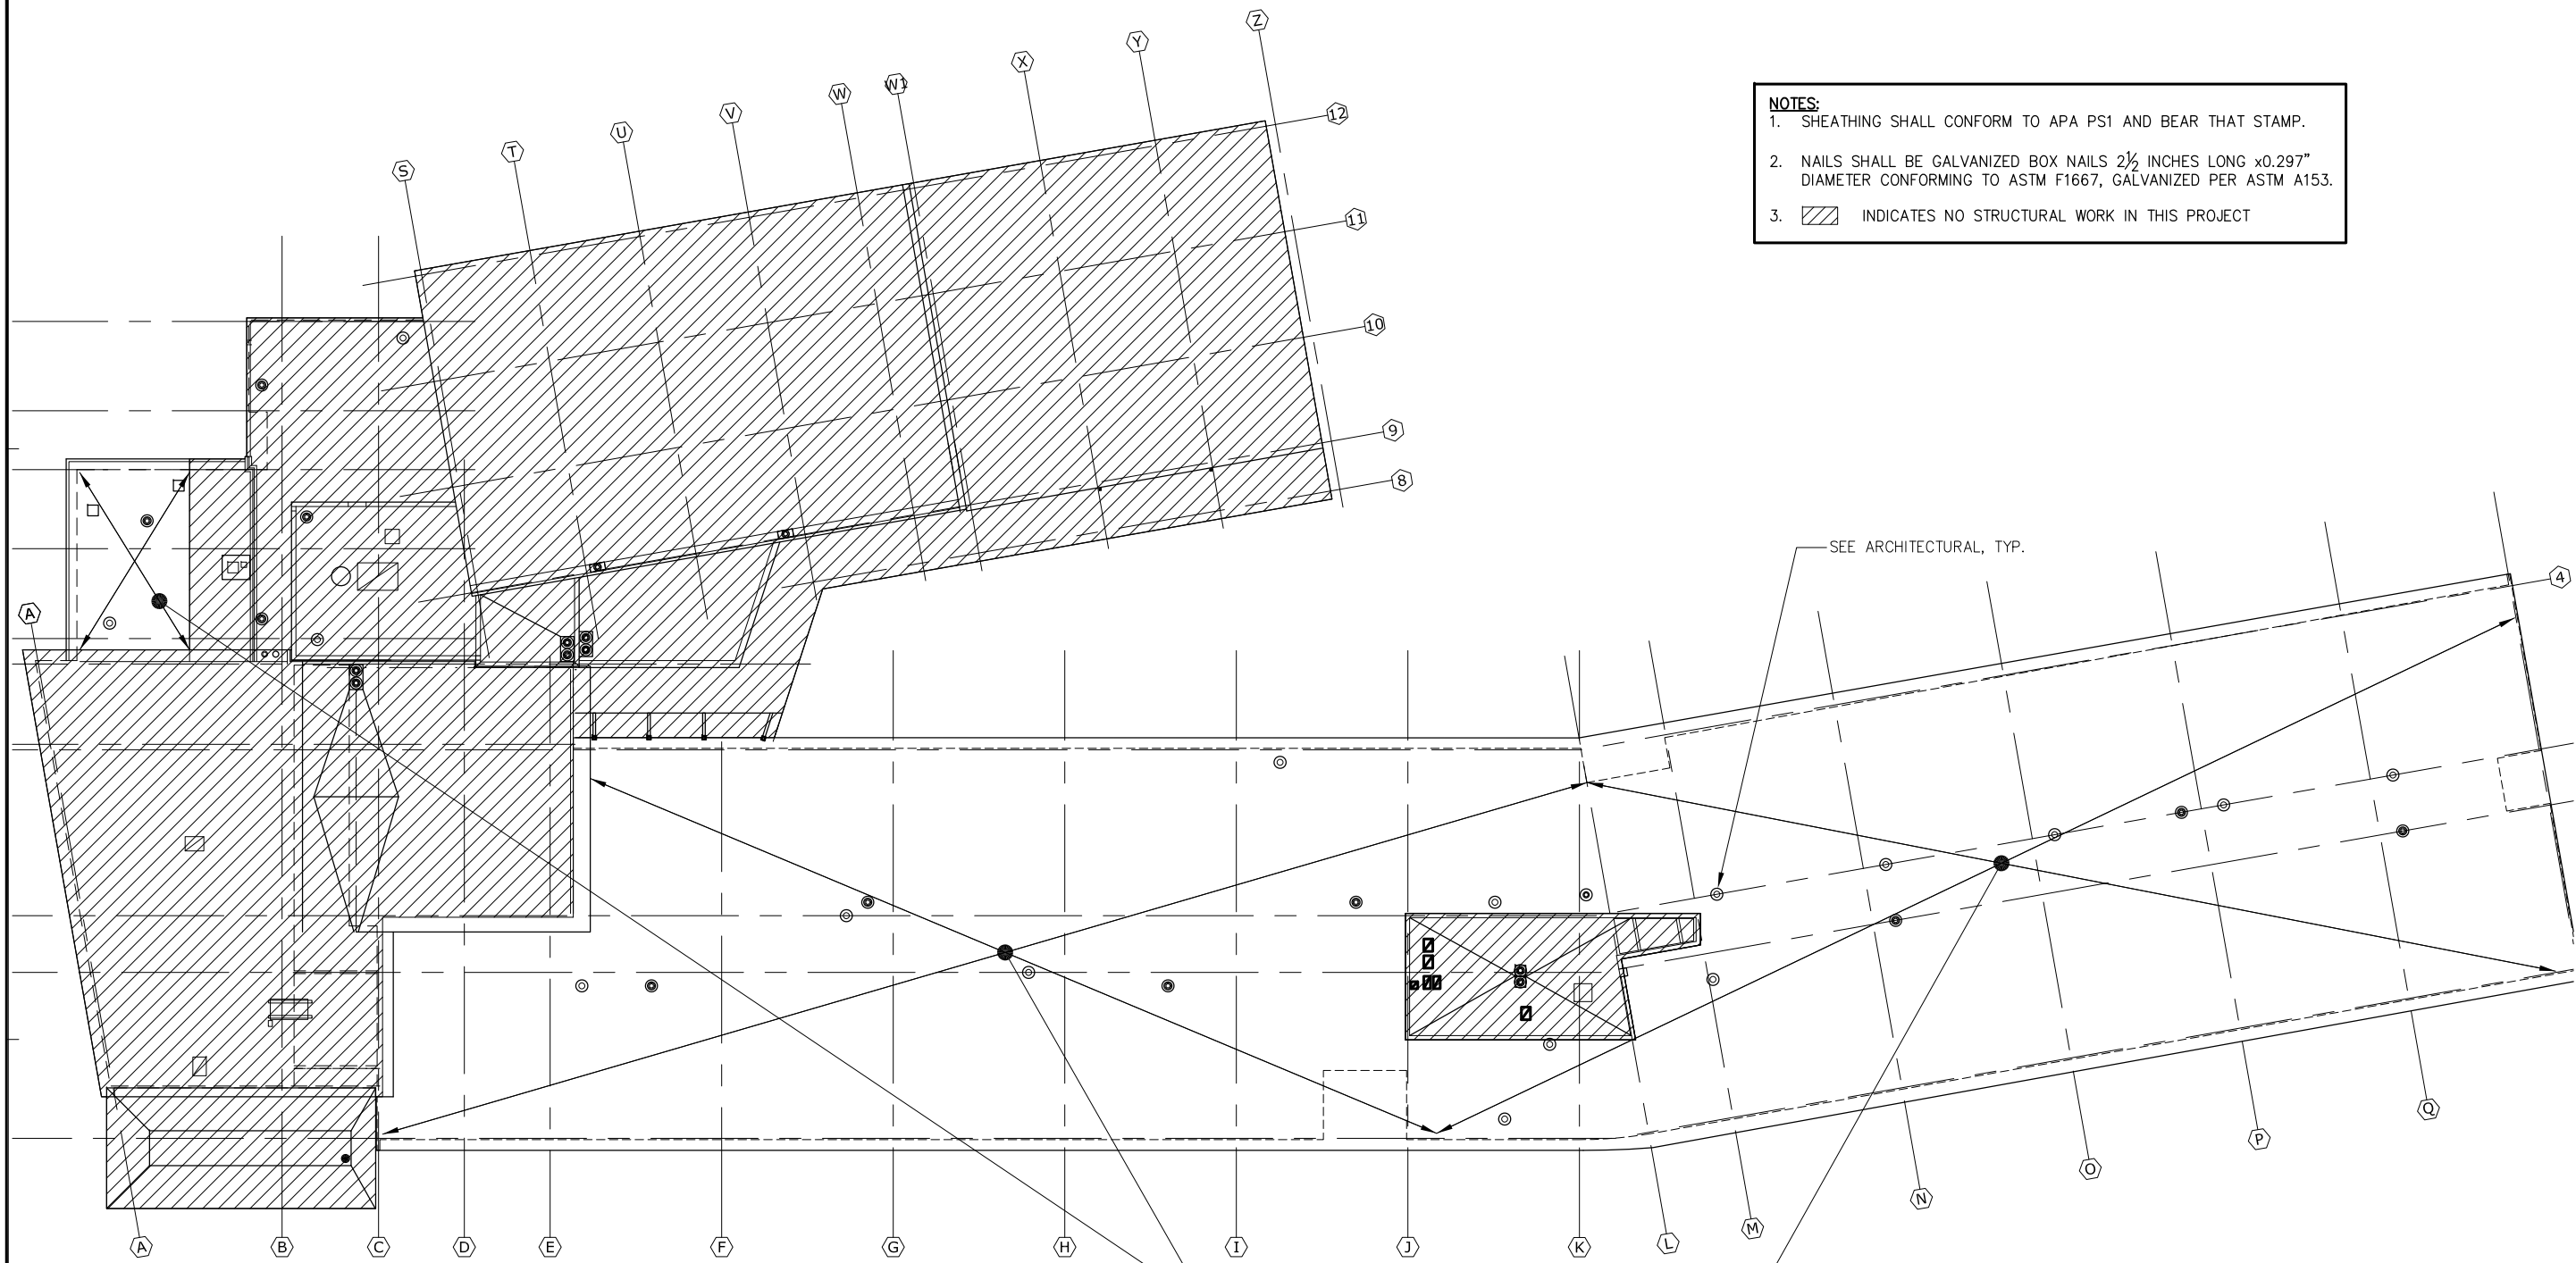 Z
Y
X
W1
W
V
U
T
S
12
11
10
9
8
NOTES:
1. SHEATHING SHALL CONFORM TO APA PS1 AND BEAR THAT STAMP.
2. NAILS SHALL BE GALVANIZED BOX NAILS 2½ INCHES LONG x0.297"
DIAMETER CONFORMING TO ASTM F1667, GALVANIZED PER ASTM A153.
3. INDICATES NO STRUCTURAL WORK IN THIS PROJECT
SEE ARCHITECTURAL, TYP.
4
A
A
B
C
D
E
F
G
H
I
J
K
L
M
N
O
P
Q